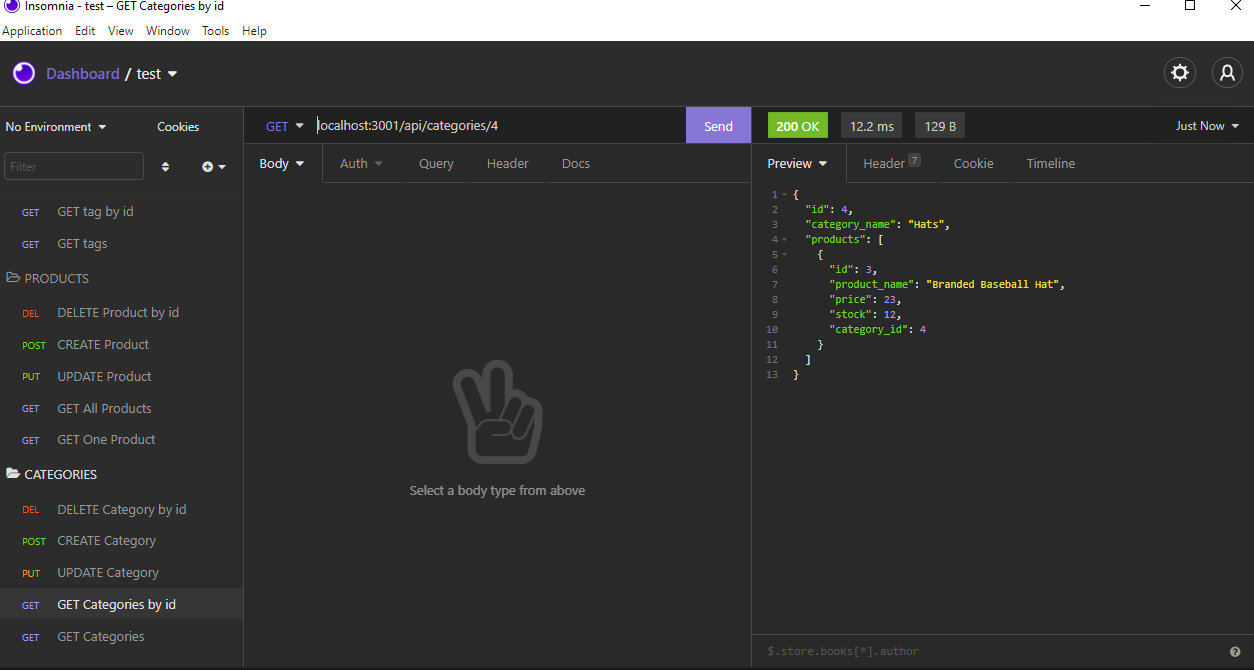 Insomnia - test – GET Categories by id
Application Edit View Window Tools Help
Dashboard / test
No Environment Cookies
Filter
GET GET tag by id
GET GET tags
PRODUCTS
DEL DELETE Product by id
POST CREATE Product
PUT UPDATE Product
GET GET All Products
GET GET One Product
CATEGORIES
DEL DELETE Category by id
POST CREATE Category
PUT UPDATE Category
GET GET Categories by id
GET GET Categories
GET localhost:3001/api/categories/4 Send
Body Auth Query Header Docs
Select a body type from above
200 OK 12.2 ms 129 B Just Now
Preview Header 7 Cookie Timeline
1 {
2 "id": 4,
3 "category_name": "Hats",
4 "products": [
5 {
6 "id": 3,
7 "product_name": "Branded Baseball Hat",
8 "price": 23,
9 "stock": 12,
10 "category_id": 4
11 }
12 ]
13 }
$.store.books[*].author ?